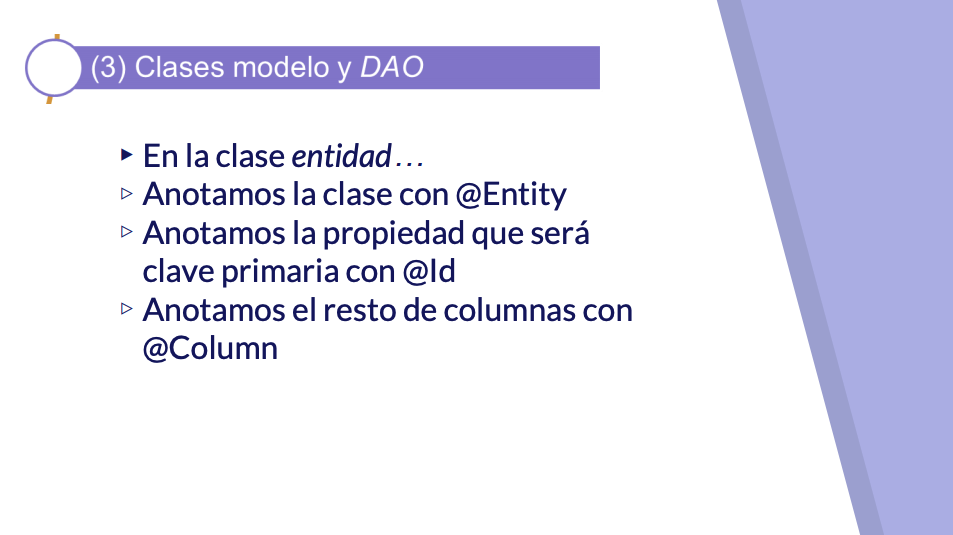 (3) Clases modelo y DAO
En la clase entidad…
Anotamos la clase con @Entity
Anotamos la propiedad que será
clave primaria con @Id
Anotamos el resto de columnas con
@Column